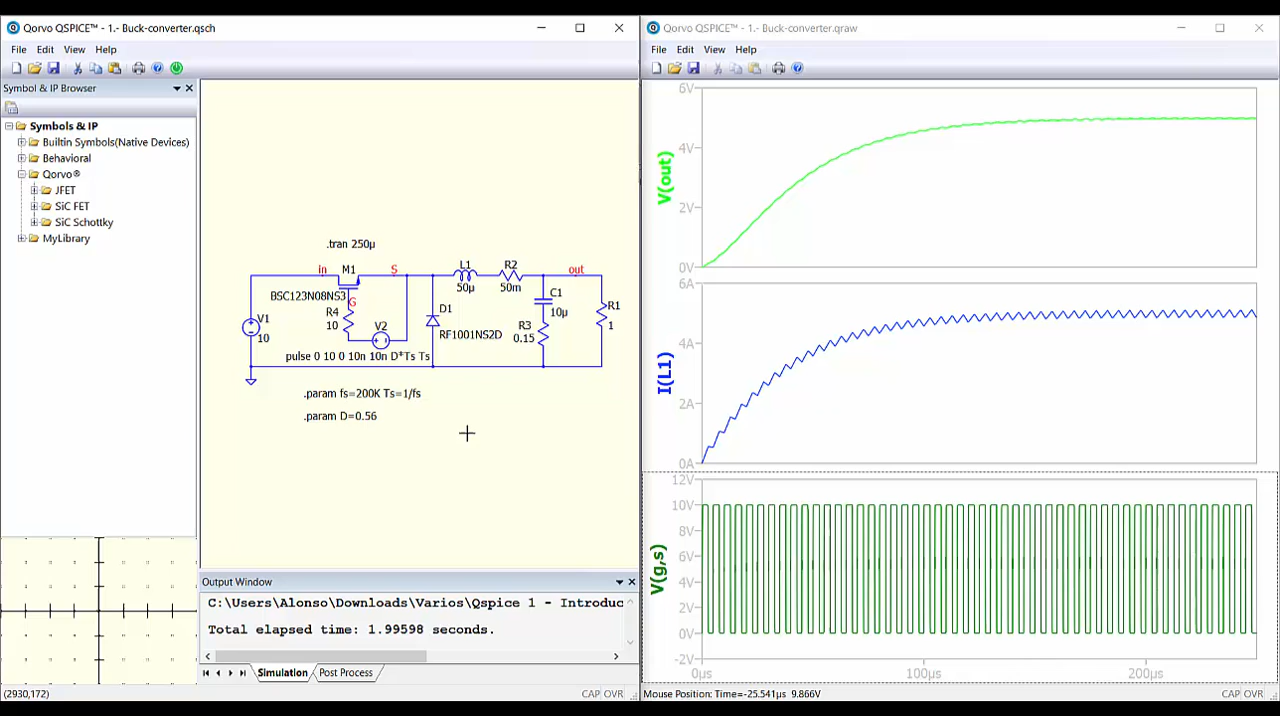 Qorvo QSPICE™ - 1.- Buck-converter.qsch
File Edit View Help
Symbol & IP Browser
Symbols & IP
Builtin Symbols(Native Devices)
Behavioral
Qorvo®
JFET
SiC FET
SiC Schottky
MyLibrary
.tran 250µ
in M1 S L1 R2 out
50µ 50m
BSC123N08NS3
G
R4
10
V2
V1
10
D1
RF1001NS2D
C1
10µ
R3
0.15
R1
1
pulse 0 10 0 10n 10n D*Ts Ts
.param fs=200K Ts=1/fs
.param D=0.56
Output Window
C:\Users\Alonso\Downloads\Varios\Qspice 1 - Introduc
Total elapsed time: 1.99598 seconds.
Simulation Post Process
(2930,172) CAP OVR
Qorvo QSPICE™ - 1.- Buck-converter.qraw
File Edit View Help
6V
4V
2V
0V
V(out)
6A
4A
2A
0A
I(L1)
12V
10V
8V
6V
4V
2V
0V
-2V
V(g,s)
0µs 100µs 200µs
Mouse Position: Time=-25.541µs 9.866V CAP OVR